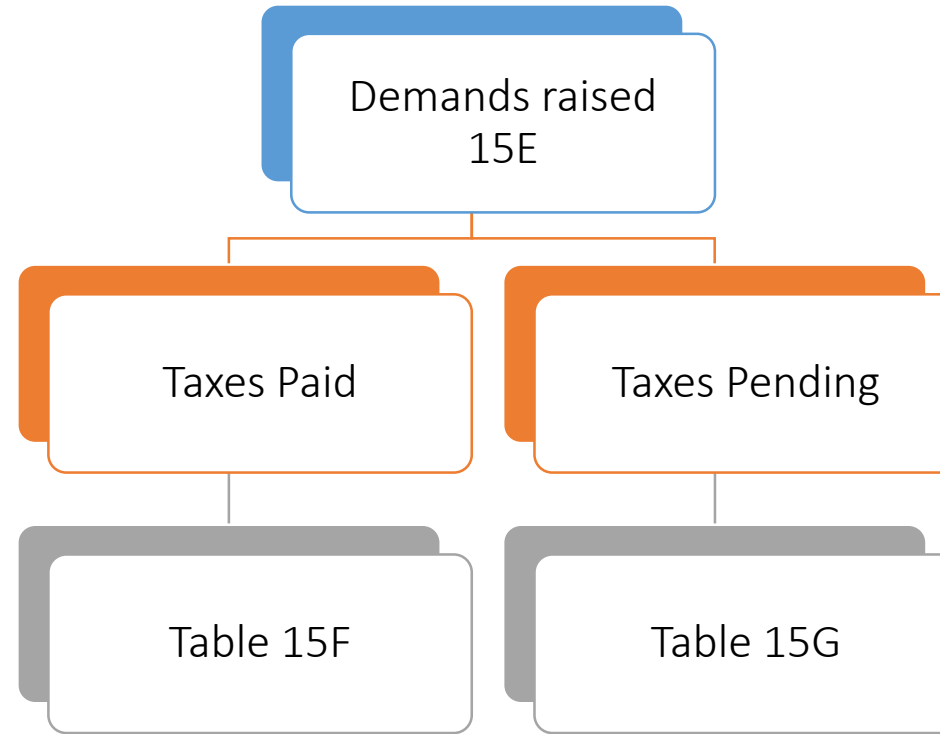 Demands raised
15E
Taxes Paid
Taxes Pending
Table 15F
Table 15G